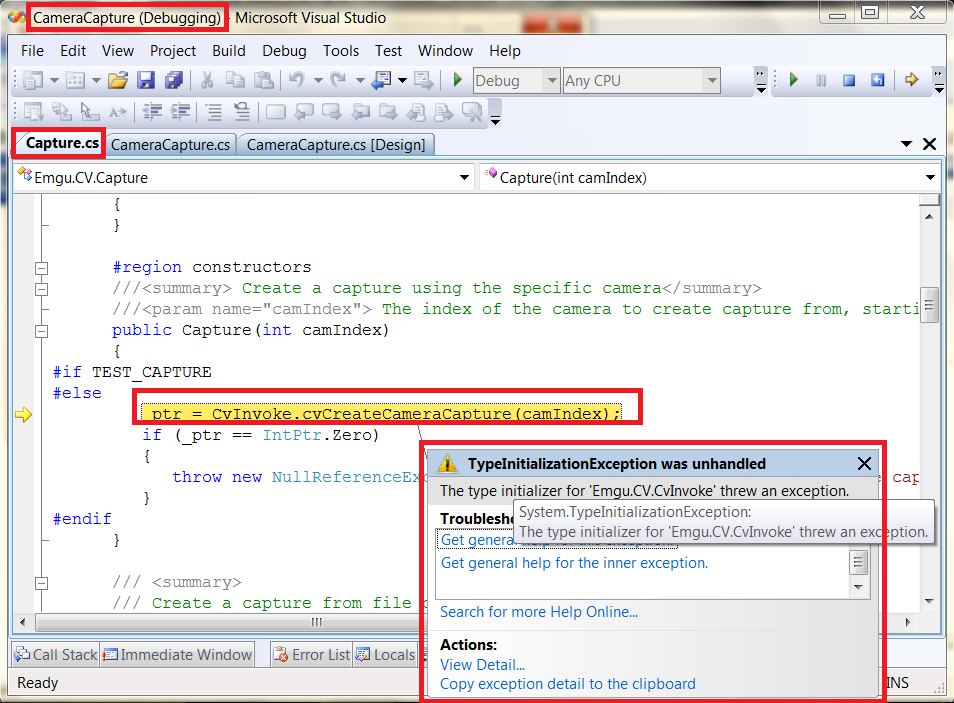 CameraCapture (Debugging) - Microsoft Visual Studio
File Edit View Project Build Debug Tools Test Window Help
Debug Any CPU
Capture.cs CameraCapture.cs CameraCapture.cs [Design]
Emgu.CV.Capture Capture(int camIndex)
{
}
#region constructors
///<summary> Create a capture using the specific camera</summary>
///<param name="camIndex"> The index of the camera to create capture from, starti
public Capture(int camIndex)
{
#if TEST_CAPTURE
#else
_ptr = CvInvoke.cvCreateCameraCapture(camIndex);
if (_ptr == IntPtr.Zero)
{
throw new NullReferenceExc cap
}
#endif
}
/// <summary>
/// Create a capture from file
TypeInitializationException was unhandled
The type initializer for 'Emgu.CV.CvInvoke' threw an exception.
Troublesh
System.TypeInitializationException:
The type initializer for 'Emgu.CV.CvInvoke' threw an exception.
Get general
Get general help for the inner exception.
Search for more Help Online...
Actions:
View Detail...
Copy exception detail to the clipboard
Call Stack Immediate Window Error List Locals
Ready INS